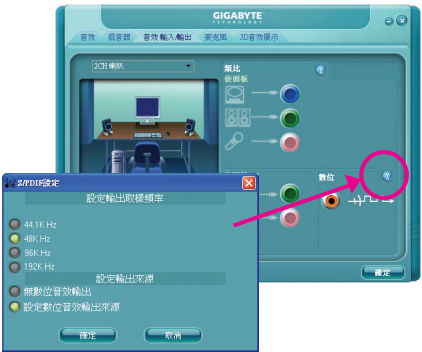 GIGABYTE
TECHNOLOGY
音效 混音器 音效輸入/輸出 麥克風 3D音效展示
2CH 喇叭
類比
後面板
數位
確定
S/PDIF設定
設定輸出取樣頻率
44.1K Hz
48K Hz
96K Hz
192K Hz
設定輸出來源
無數位音效輸出
設定數位音效輸出來源
確定 取消